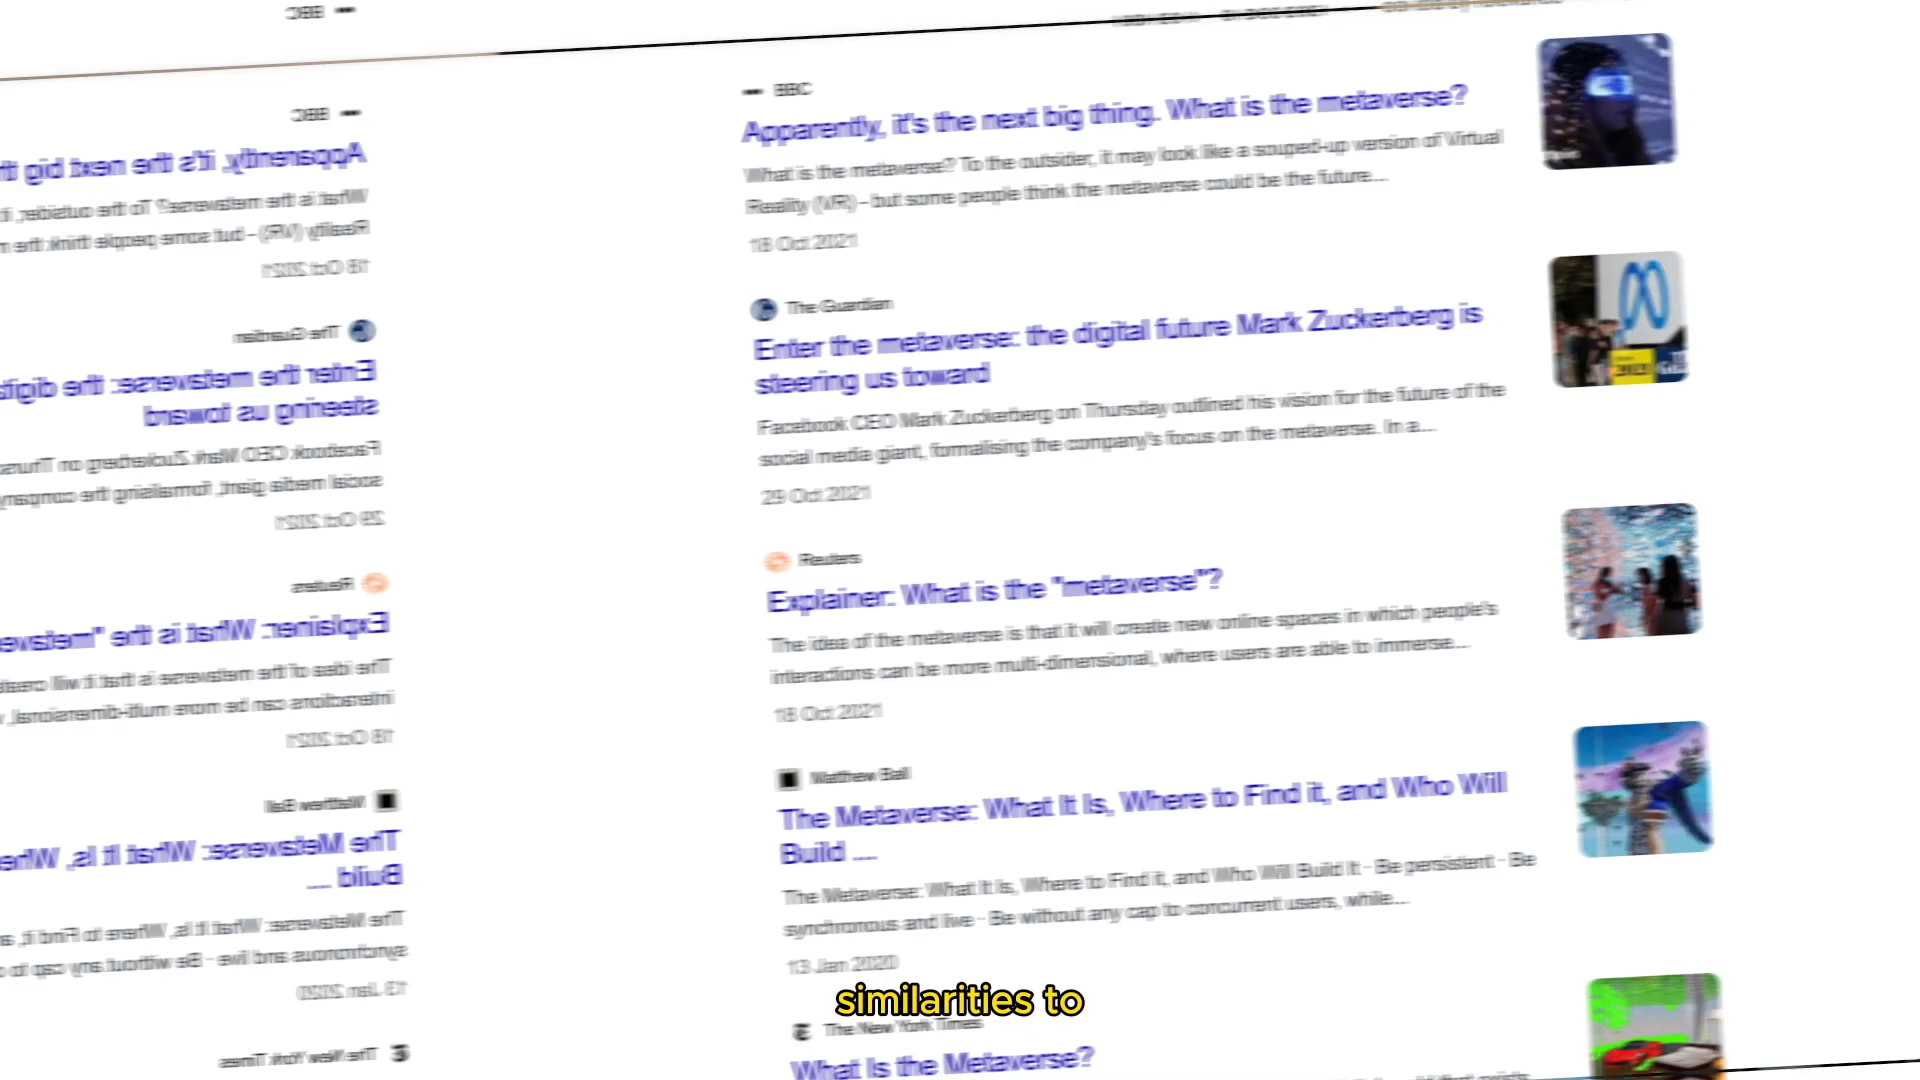 BBC
Apparently, it's the next big thing. What is the metaverse?
What is the metaverse? To the outsider, it may look like a souped-up version of Virtual
Reality (VR) - but some people think the metaverse could be the future...
18 Oct 2021
The Guardian
Enter the metaverse: the digital future Mark Zuckerberg is
steering us toward
Facebook CEO Mark Zuckerberg on Thursday outlined his vision for the future of the
social media giant, formalising the company's focus on the metaverse. In a...
29 Oct 2021
Reuters
Explainer: What is the "metaverse"?
The idea of the metaverse is that it will create new online spaces in which people's
interactions can be more multi-dimensional, where users are able to immerse...
18 Oct 2021
Matthew Ball
The Metaverse: What It Is, Where to Find it, and Who Will
Build ...
The Metaverse: What It Is, Where to Find it, and Who Will Build It · Be persistent · Be
synchronous and live · Be without any cap to concurrent users, while...
13 Jan 2020
similarities to
The New York Times
What Is the Metaverse?